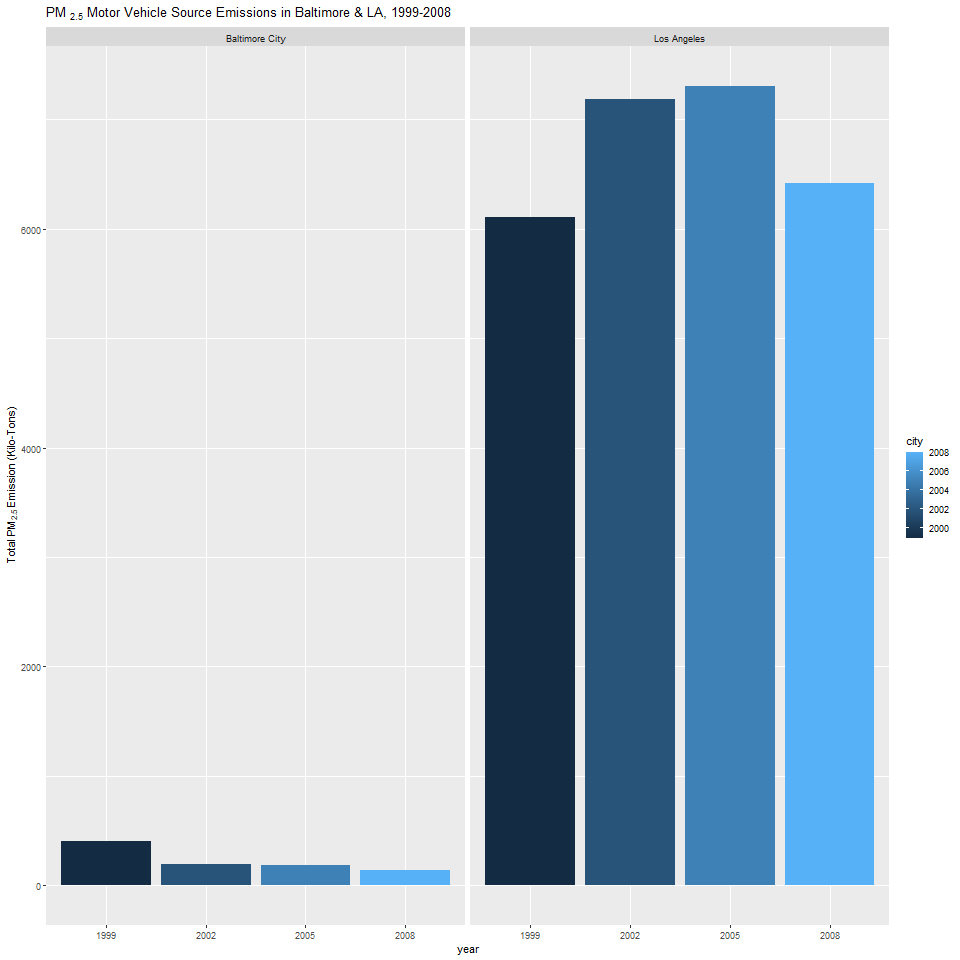 PM 2.5 Motor Vehicle Source Emissions in Baltimore & LA, 1999-2008
Baltimore City
Los Angeles
Total PM2.5 Emission (Kilo-Tons)
6000
4000
2000
0
1999 2002 2005 2008
1999 2002 2005 2008
year
city
2008
2006
2004
2002
2000